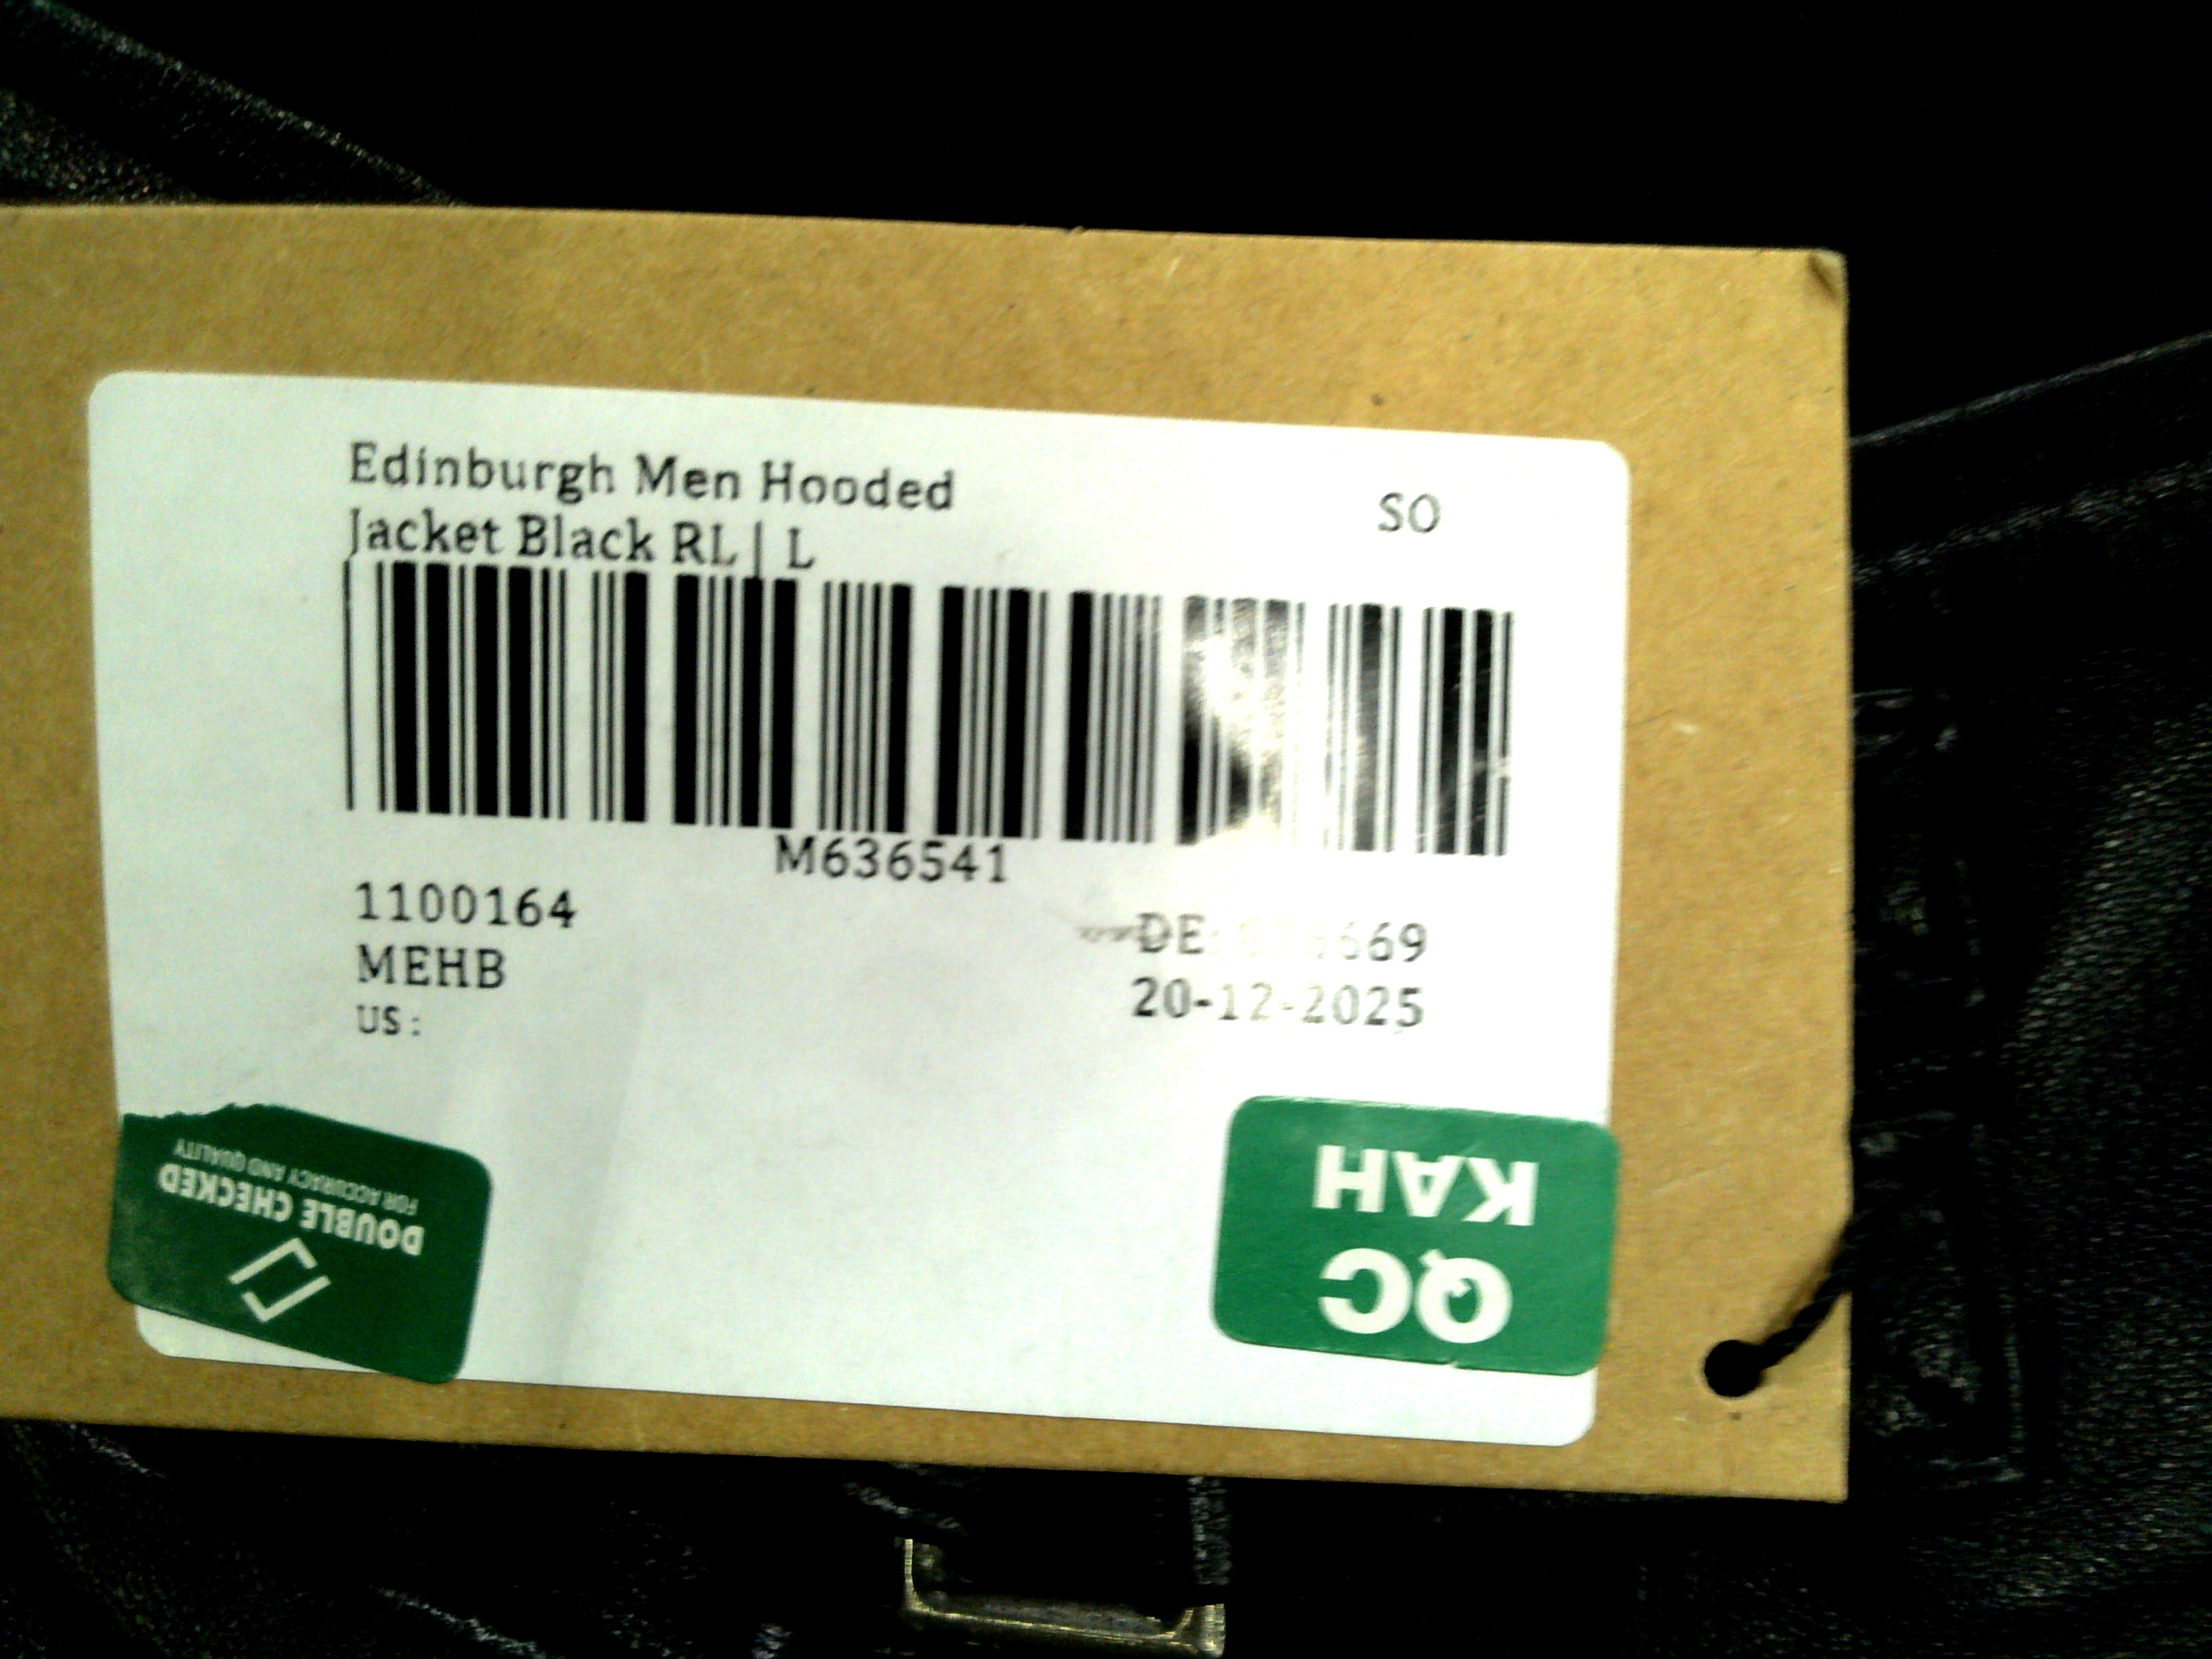 Edinburgh Men Hooded
Jacket Black RL | L
SO
M636541
1100164
MEHB
US:
20-12-2025
DOUBLE CHECKED
FOR ACCURACY AND QUALITY
QC
KAH